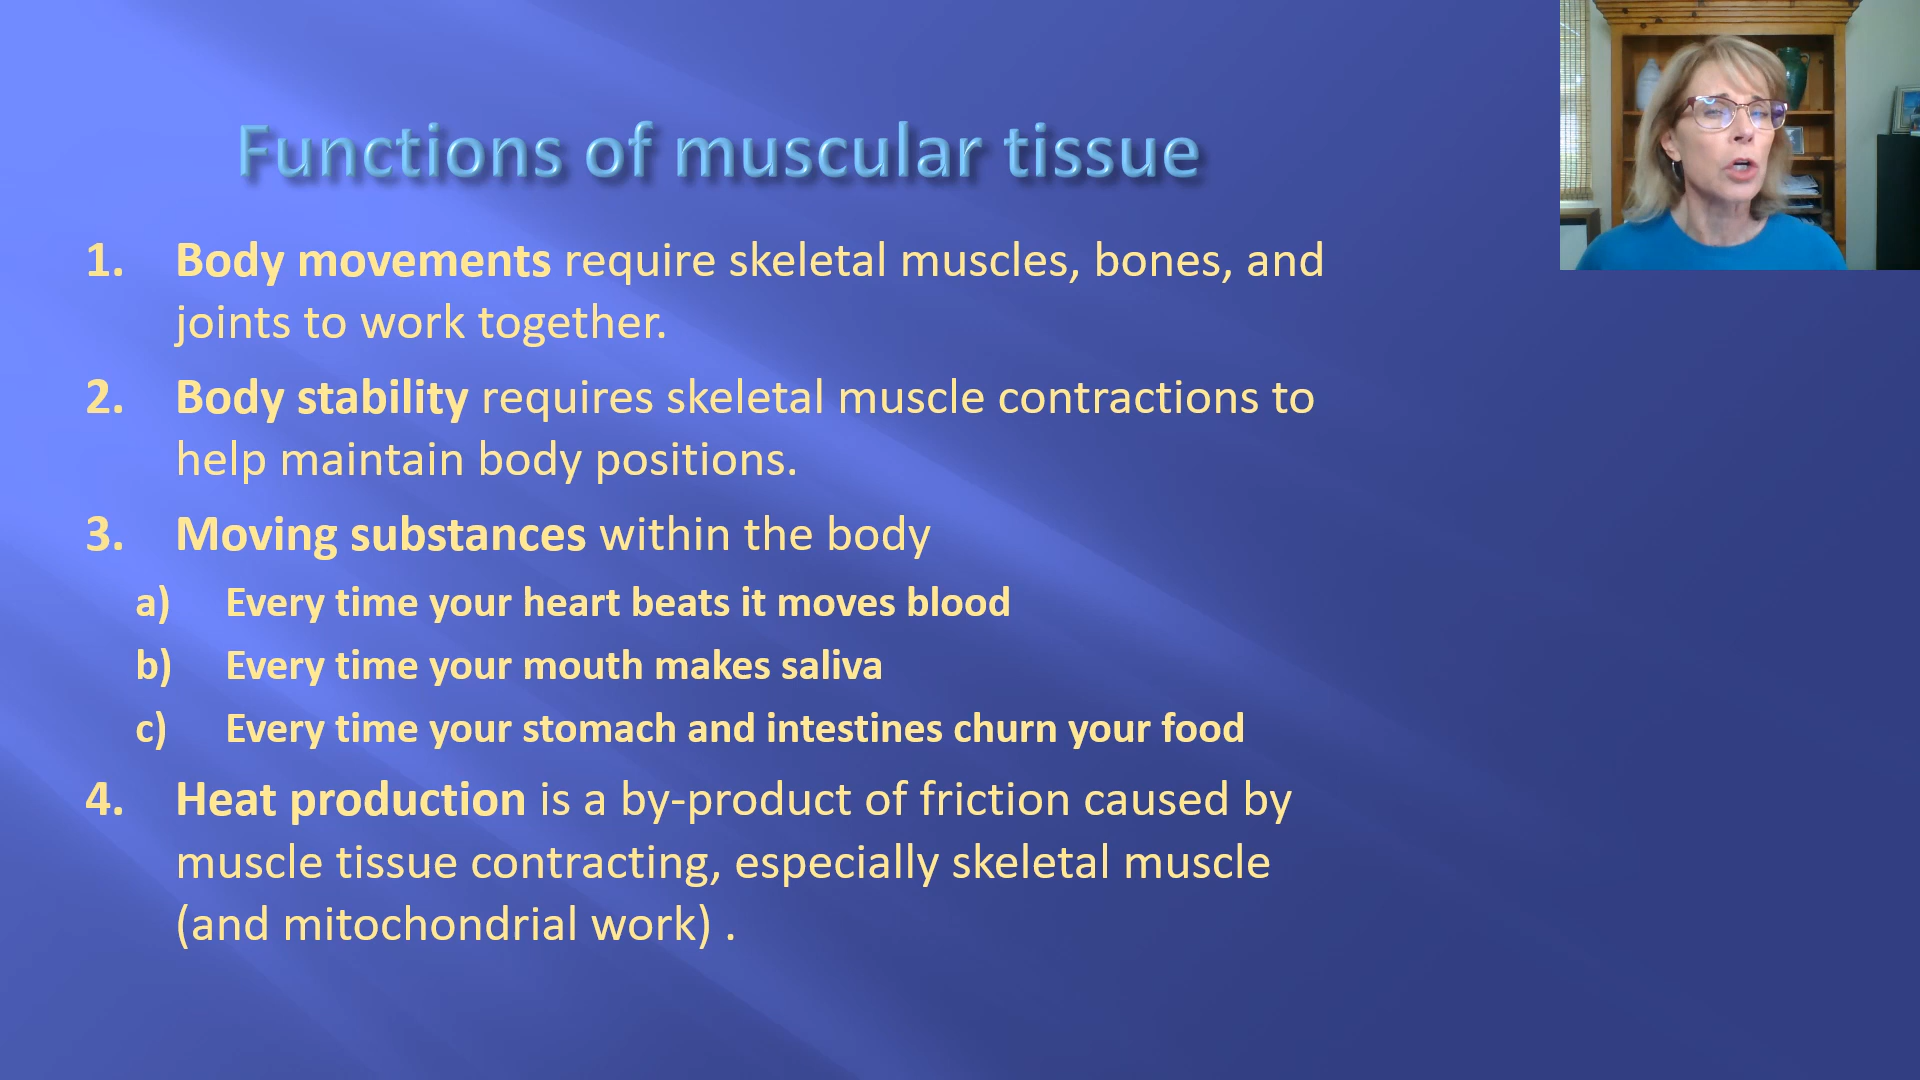 Functions of muscular tissue
1. Body movements require skeletal muscles, bones, and
joints to work together.
2. Body stability requires skeletal muscle contractions to
help maintain body positions.
3. Moving substances within the body
a) Every time your heart beats it moves blood
b) Every time your mouth makes saliva
c) Every time your stomach and intestines churn your food
4. Heat production is a by-product of friction caused by
muscle tissue contracting, especially skeletal muscle
(and mitochondrial work) .